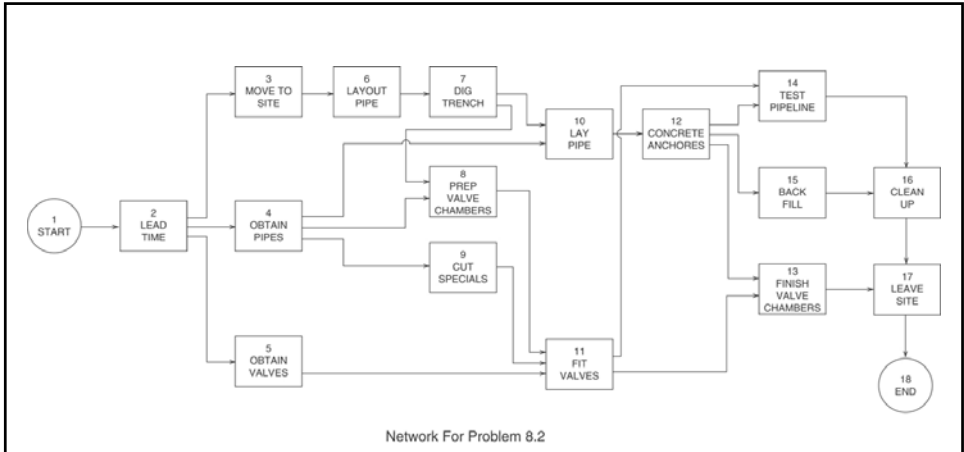 1
START
2
LEAD
TIME
3
MOVE TO
SITE
4
OBTAIN
PIPES
5
OBTAIN
VALVES
6
LAYOUT
PIPE
7
DIG
TRENCH
8
PREP
VALVE
CHAMBERS
9
CUT
SPECIALS
10
LAY
PIPE
11
FIT
VALVES
12
CONCRETE
ANCHORES
14
TEST
PIPELINE
15
BACK
FILL
13
FINISH
VALVE
CHAMBERS
16
CLEAN
UP
17
LEAVE
SITE
18
END
Network For Problem 8.2